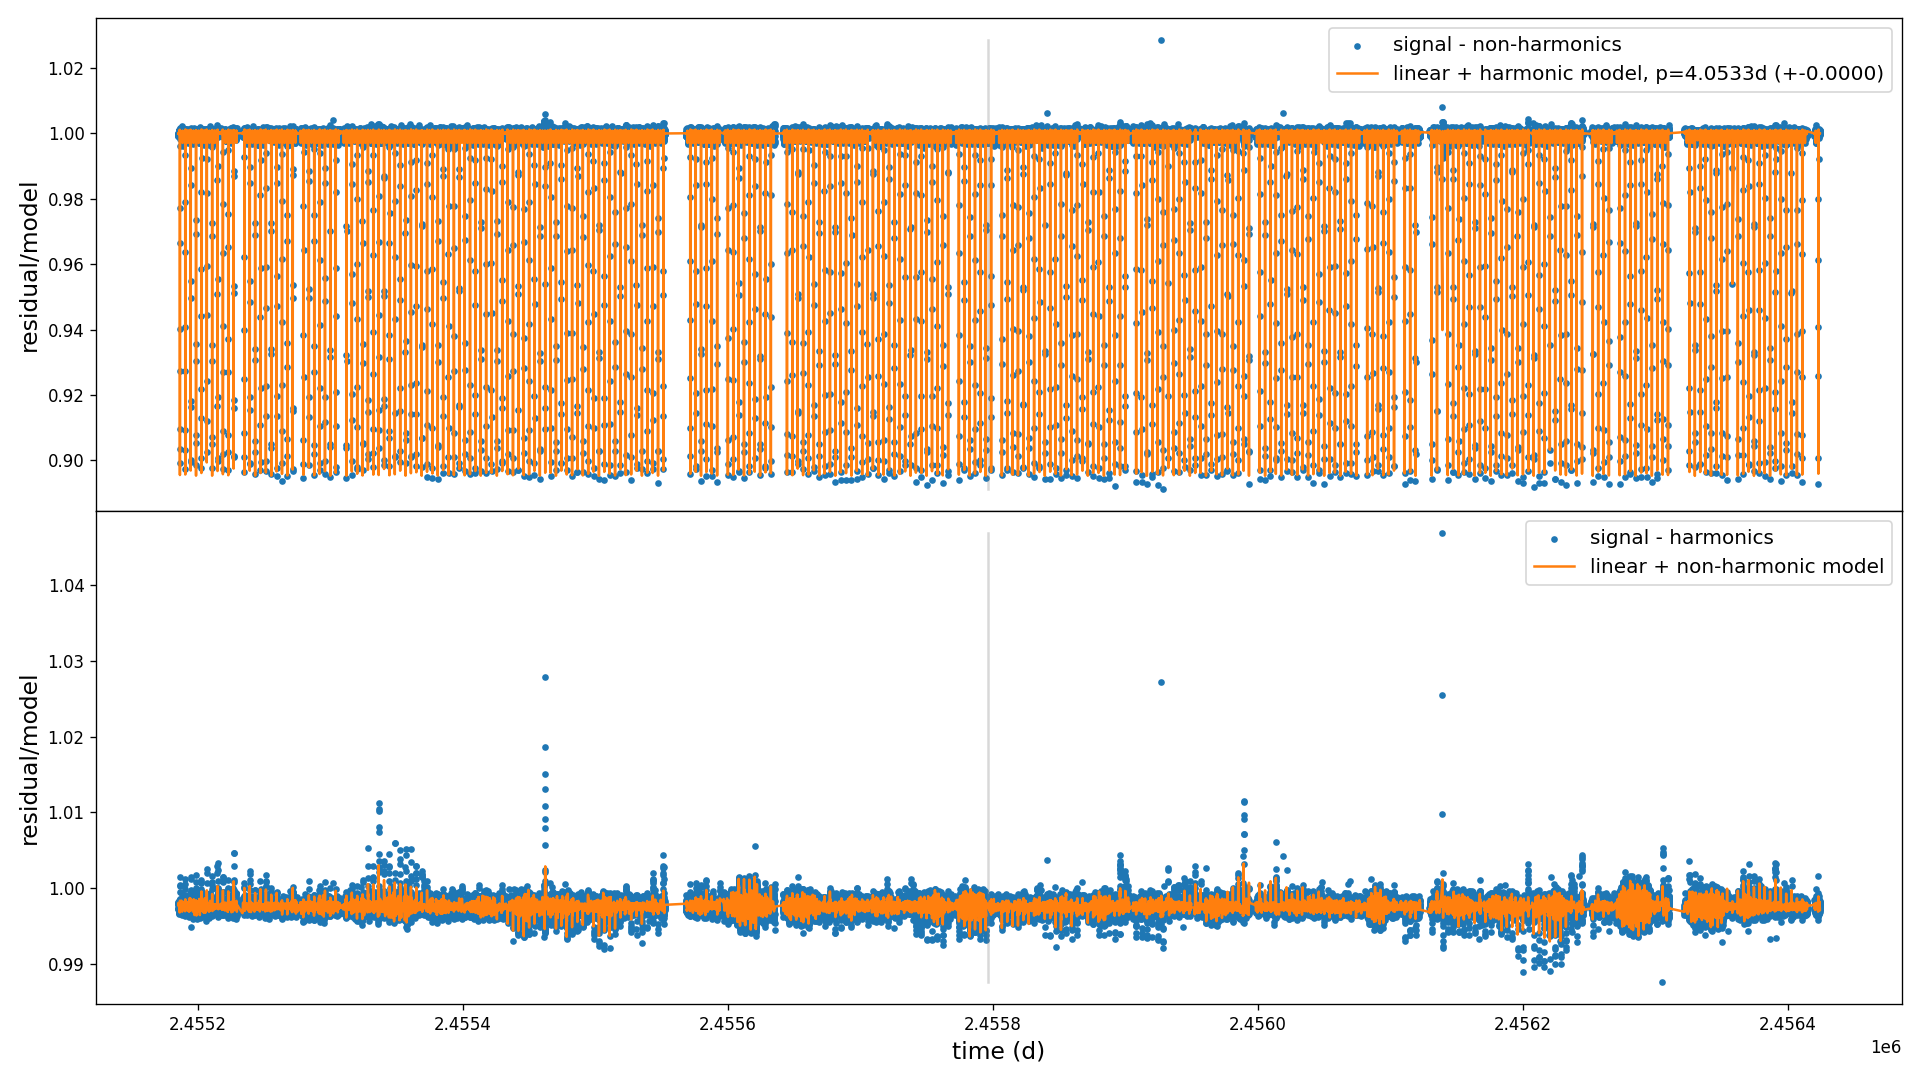 signal - non-harmonics
linear + harmonic model, p=4.0533d (+-0.0000)
1.02
1.00
0.98
0.96
0.94
0.92
0.90
residual/model
signal - harmonics
linear + non-harmonic model
1.04
1.03
1.02
1.01
1.00
0.99
residual/model
2.4552 2.4554 2.4556 2.4558 2.4560 2.4562 2.4564
1e6
time (d)